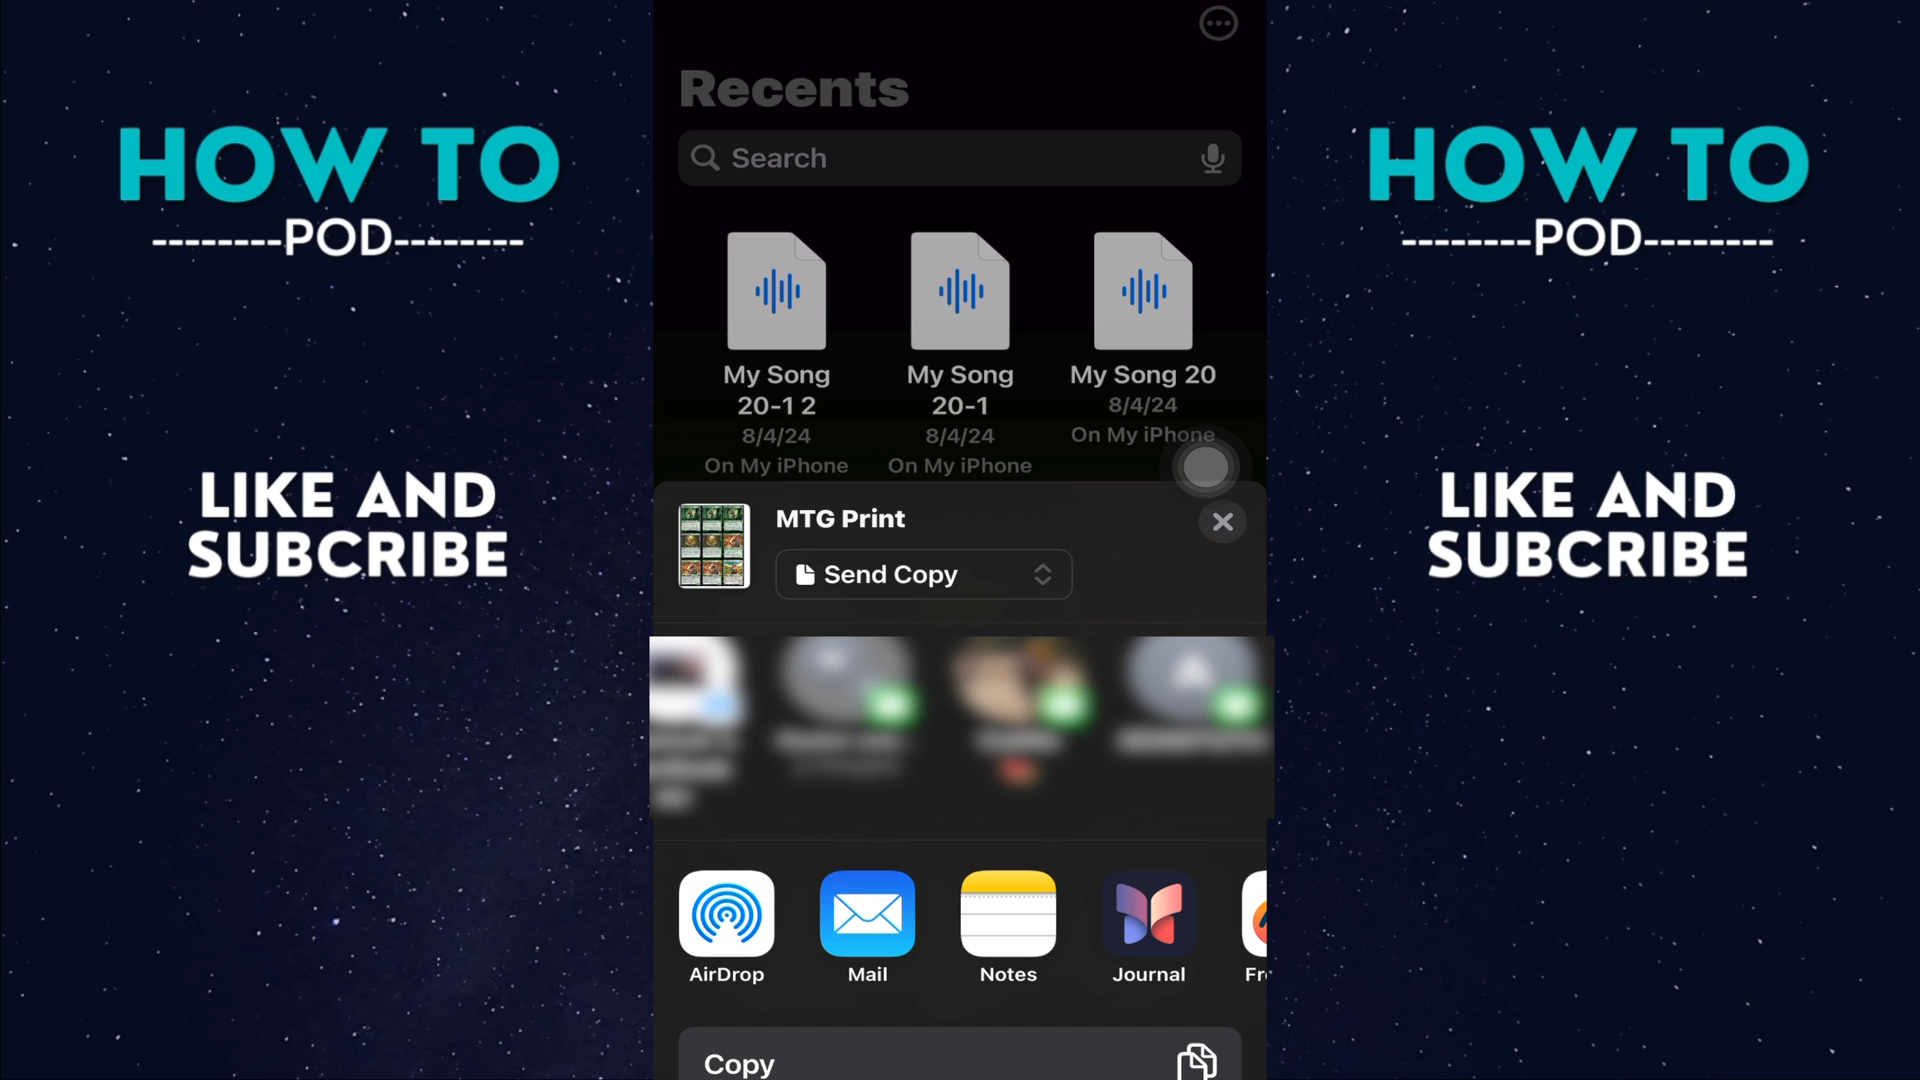 HOW TO
--------POD--------
LIKE AND
SUBCRIBE
Recents
Search
My Song
20-1 2
8/4/24
On My iPhone
My Song
20-1
8/4/24
On My iPhone
My Song 20
8/4/24
On My iPhone
MTG Print
Send Copy
AirDrop
Mail
Notes
Journal
Copy
HOW TO
--------POD--------
LIKE AND
SUBCRIBE